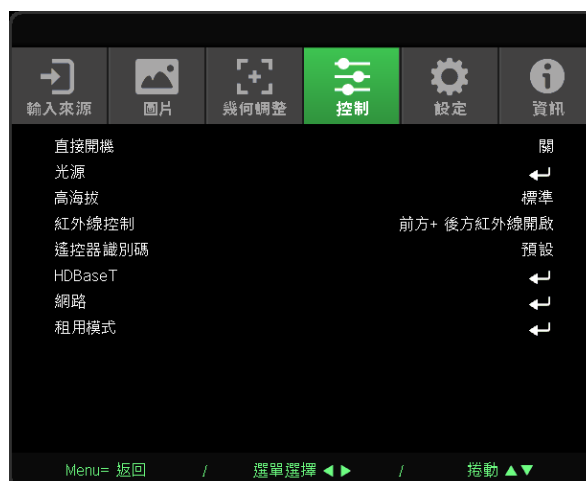 輸入來源 圖片 幾何調整 控制 設定 資訊
直接開機 關
光源
高海拔 標準
紅外線控制 前方+ 後方紅外線開啟
遙控器識別碼 預設
HDBaseT
網路
租用模式
Menu= 返回 / 選單選擇 ◀ ▶ / 捲動 ▲▼